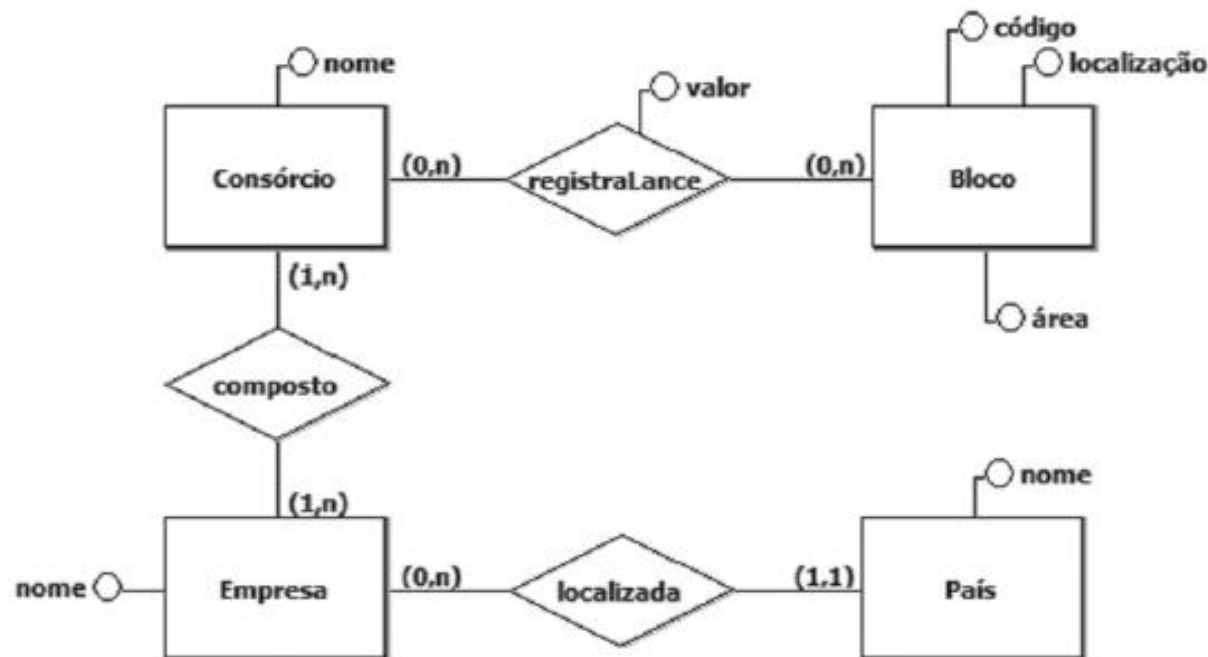 código
nome
localização
valor
Consórcio
(0,n)
registraLance
(0,n)
Bloco
(1,n)
área
composto
nome
(1,n)
nome
Empresa
(0,n)
localizada
(1,1)
País